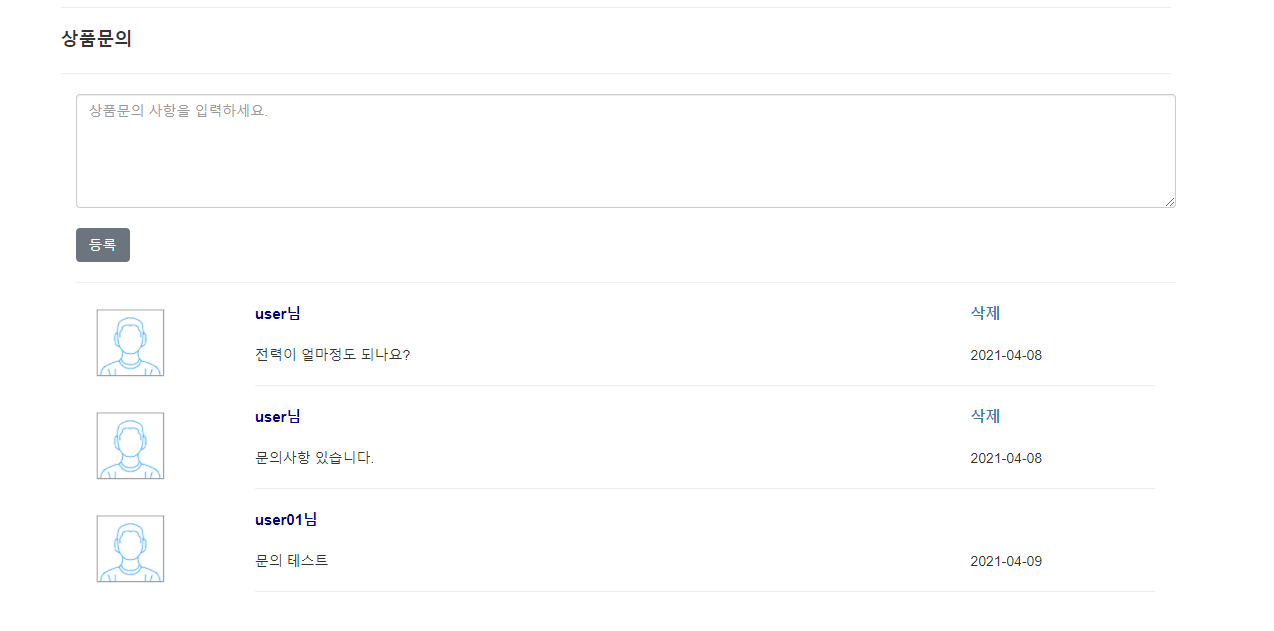 상품문의
상품문의 사항을 입력하세요.
등록
user님 삭제
전력이 얼마정도 되나요? 2021-04-08
user님 삭제
문의사항 있습니다. 2021-04-08
user01님
문의 테스트 2021-04-09